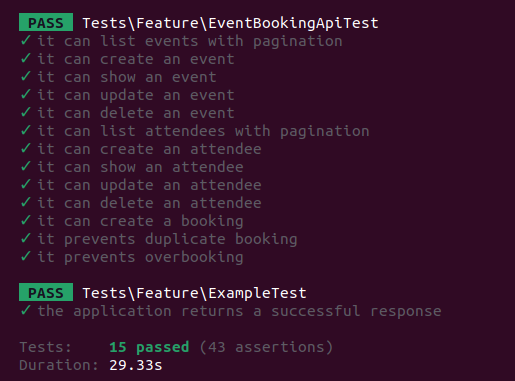 PASS Tests\Feature\EventBookingApiTest
✓ it can list events with pagination
✓ it can create an event
✓ it can show an event
✓ it can update an event
✓ it can delete an event
✓ it can list attendees with pagination
✓ it can create an attendee
✓ it can show an attendee
✓ it can update an attendee
✓ it can delete an attendee
✓ it can create a booking
✓ it prevents duplicate booking
✓ it prevents overbooking
PASS Tests\Feature\ExampleTest
✓ the application returns a successful response
Tests: 15 passed (43 assertions)
Duration: 29.33s